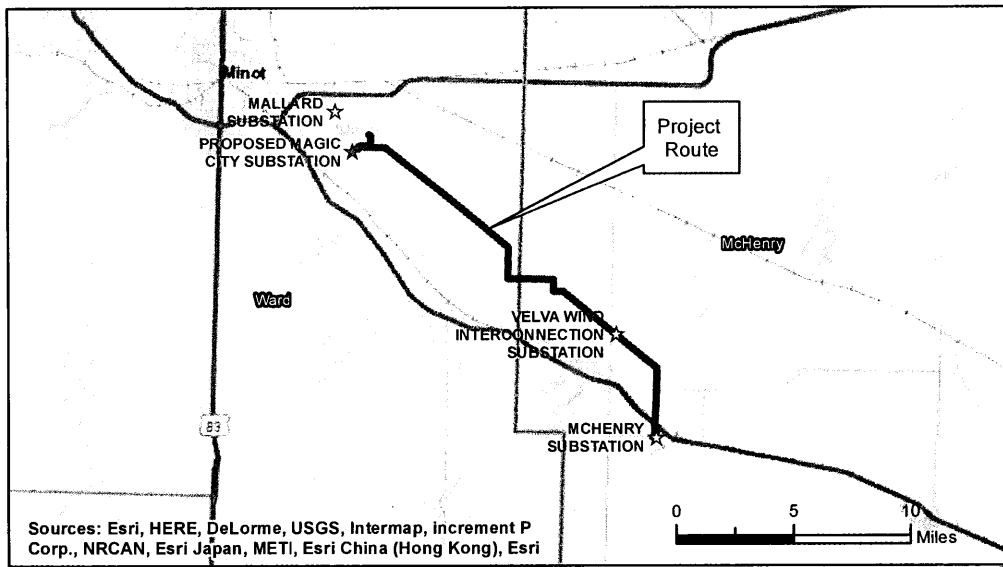 Minot
MALLARD
SUBSTATION
PROPOSED MAGIC
CITY SUBSTATION
Project
Route
McHenry
Ward
VELVA WIND
INTERCONNECTION
SUBSTATION
83
MCHENRY
SUBSTATION
0 5 10
Miles
Sources: Esri, HERE, DeLorme, USGS, Intermap, increment P
Corp., NRCAN, Esri Japan, METI, Esri China (Hong Kong), Esri